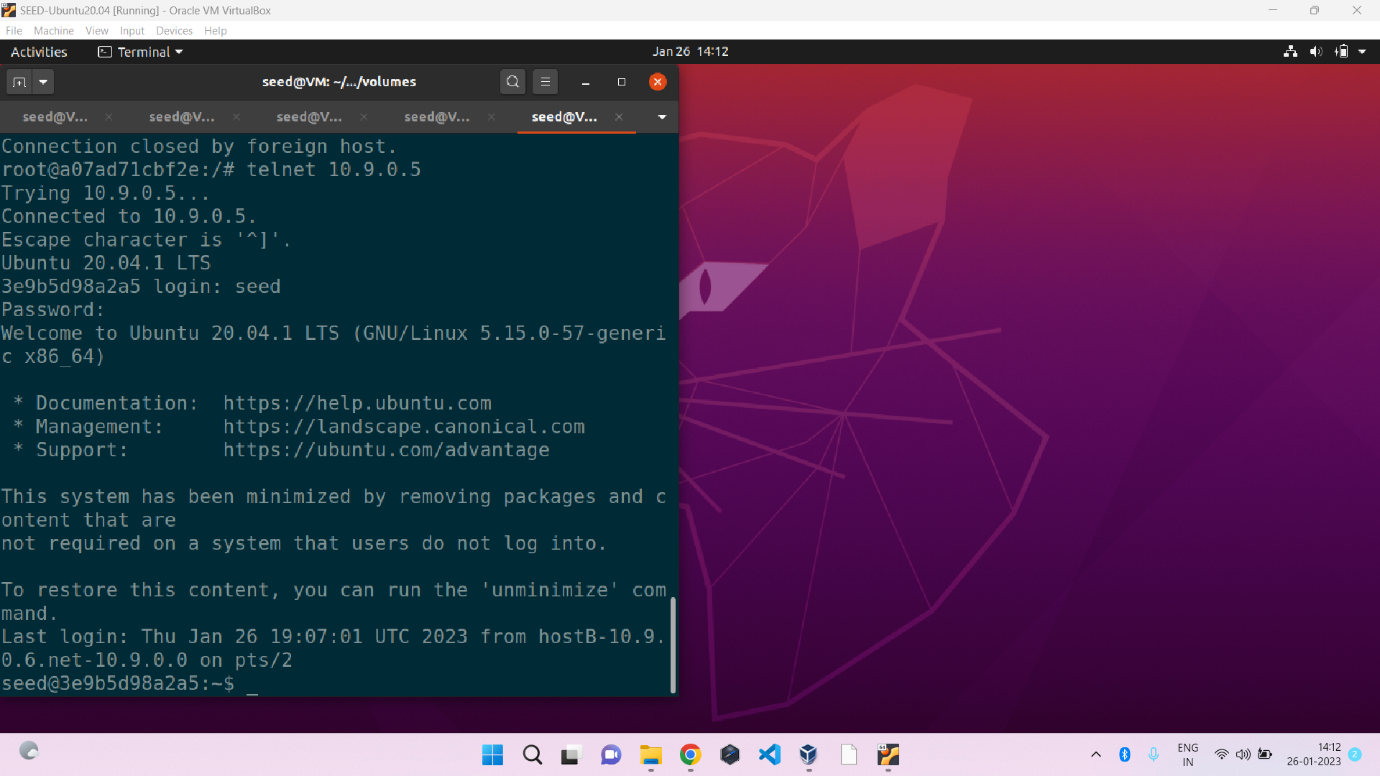 SEED-Ubuntu20.04 [Running] - Oracle VM VirtualBox
File Machine View Input Devices Help
Activities Terminal Jan 26 14:12
seed@VM: ~/.../volumes
seed@V... seed@V... seed@V... seed@V... seed@V...
Connection closed by foreign host.
root@a07ad71cbf2e:/# telnet 10.9.0.5
Trying 10.9.0.5...
Connected to 10.9.0.5.
Escape character is '^]'.
Ubuntu 20.04.1 LTS
3e9b5d98a2a5 login: seed
Password:
Welcome to Ubuntu 20.04.1 LTS (GNU/Linux 5.15.0-57-generi
c x86_64)
* Documentation: https://help.ubuntu.com
* Management: https://landscape.canonical.com
* Support: https://ubuntu.com/advantage
This system has been minimized by removing packages and c
ontent that are
not required on a system that users do not log into.
To restore this content, you can run the 'unminimize' com
mand.
Last login: Thu Jan 26 19:07:01 UTC 2023 from hostB-10.9.
0.6.net-10.9.0.0 on pts/2
seed@3e9b5d98a2a5:~$ _
ENG
IN
14:12
26-01-2023
2